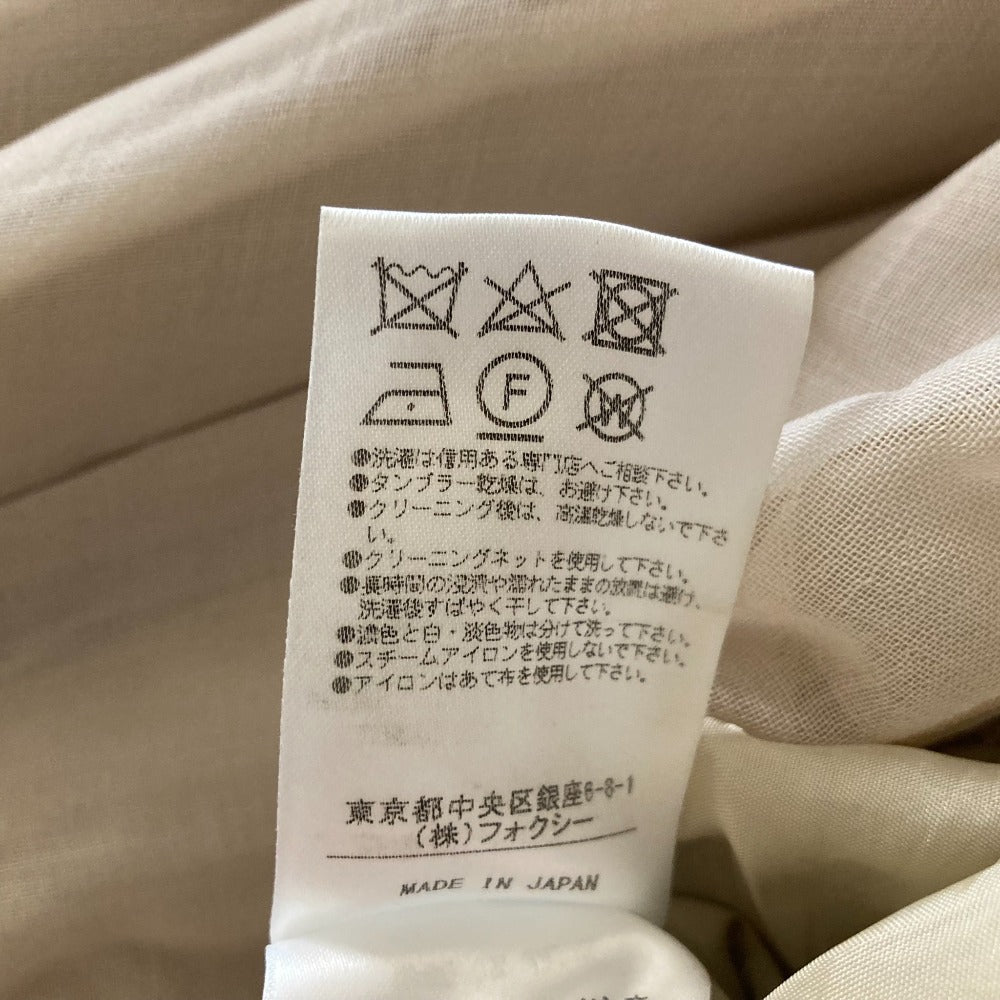 F
W
●洗濯は信用ある専門店へご相談下さい。
●タンブラー乾燥は、お避け下さい。
●クリーニング後は、高温乾燥しないで下さ
い。
●クリーニングネットを使用して下さい。
●長時間の浸漬や濡れたままの放置は避け、
洗濯後すばやく干して下さい。
●濃色と白・淡色物は分けて洗って下さい。
●スチームアイロンを使用しないで下さい。
●アイロンはあて布を使用して下さい。
東京都中央区銀座6-8-1
(株)フォクシー
MADE IN JAPAN